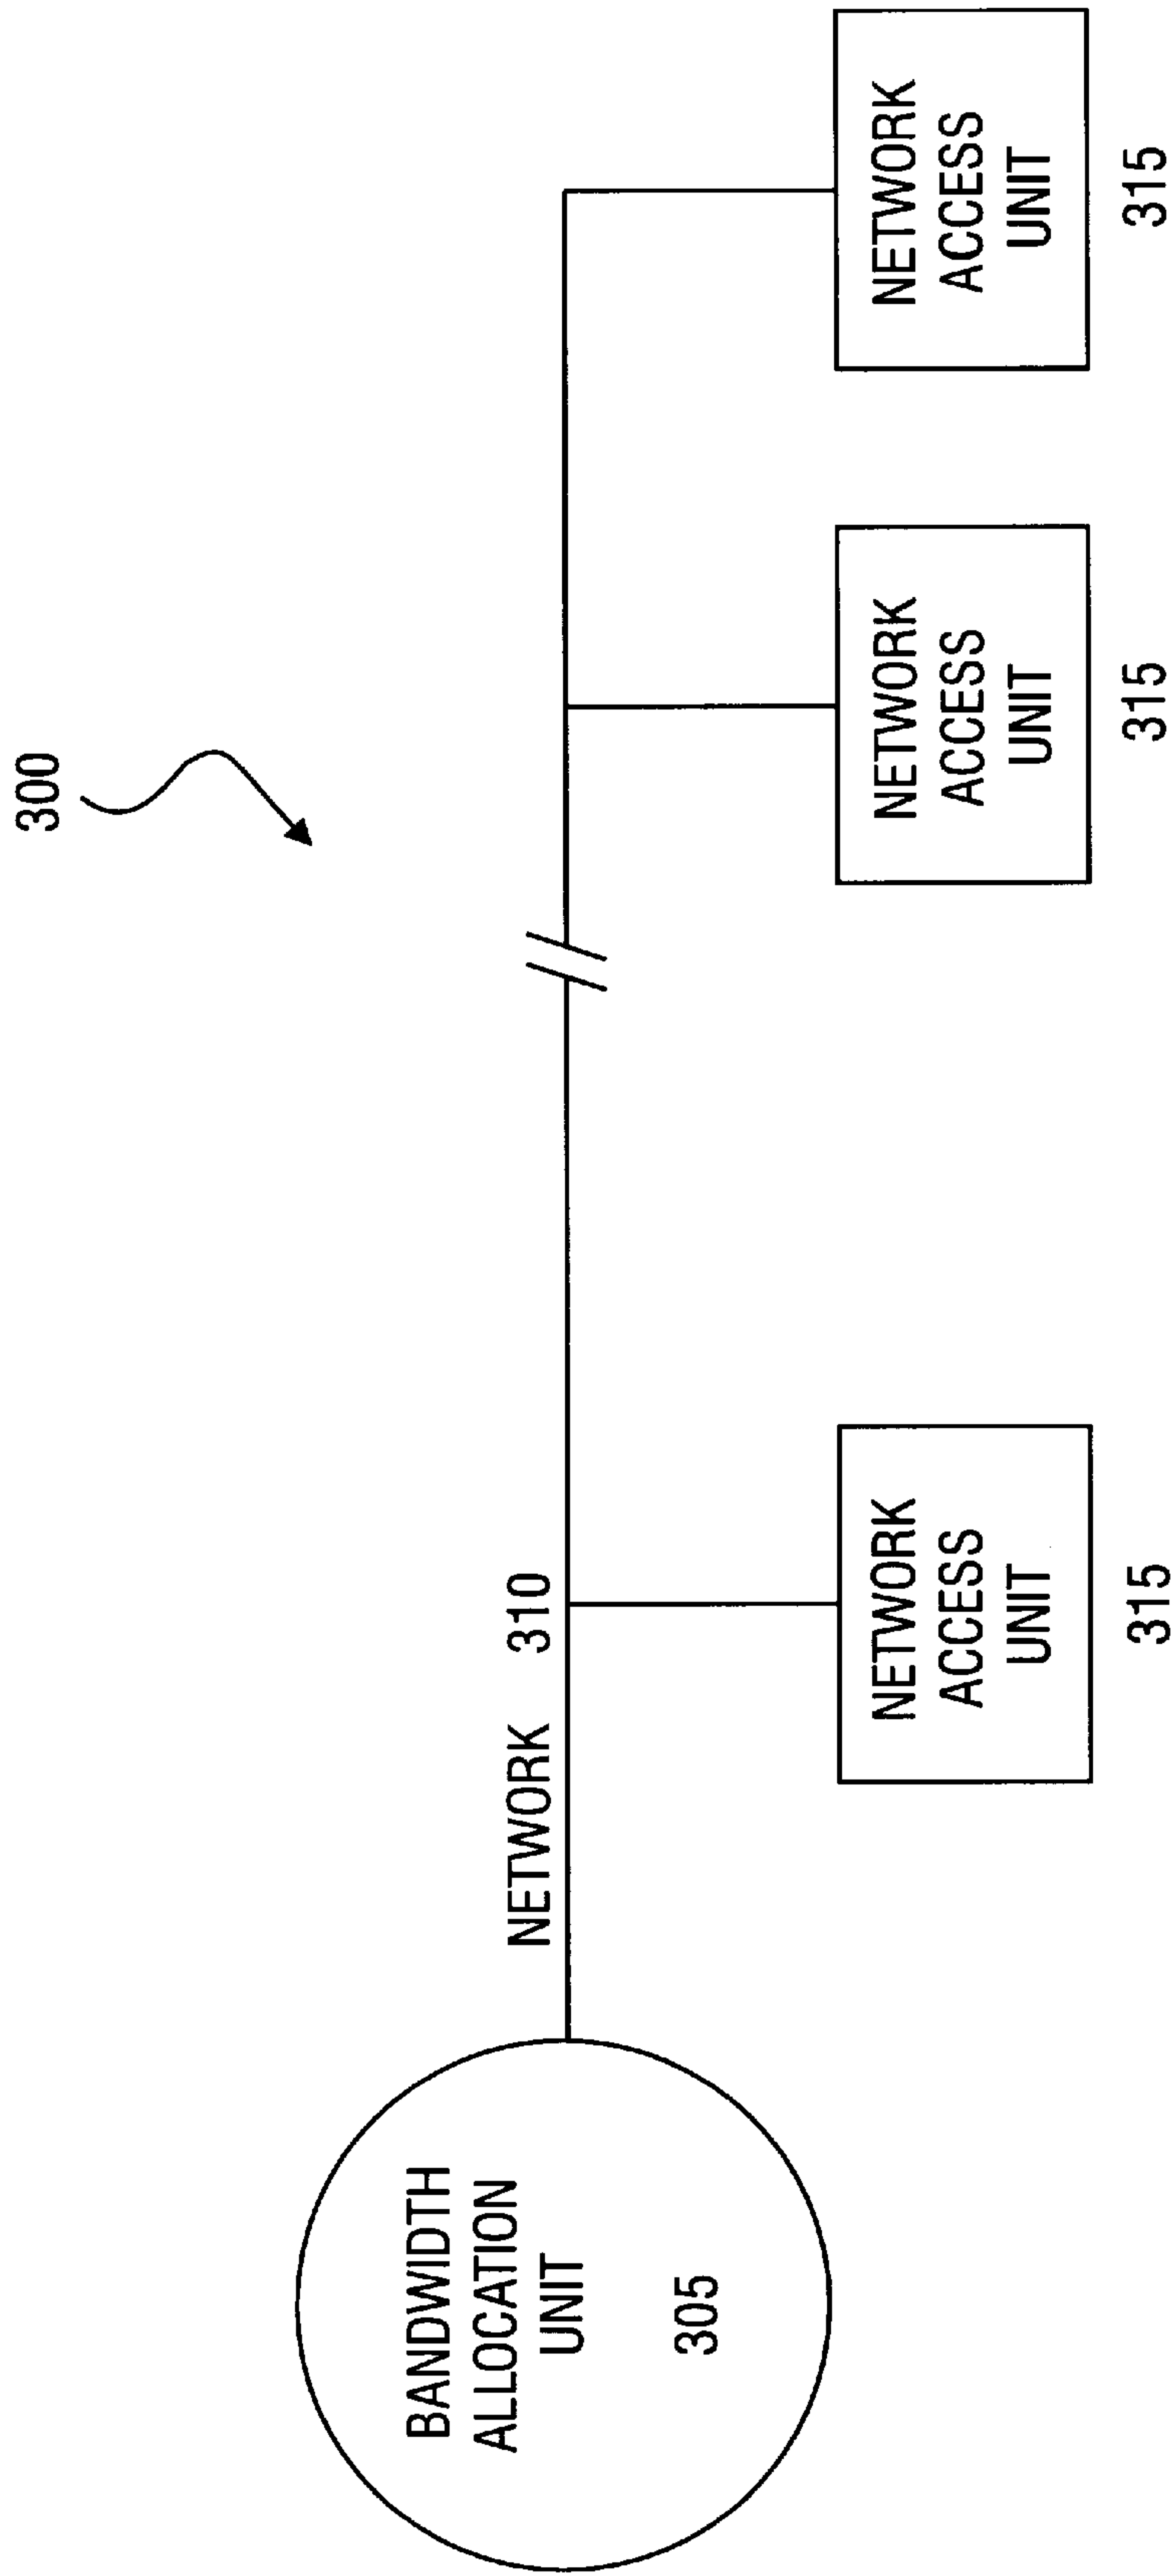 300
NETWORK 310
BANDWIDTH
ALLOCATION
UNIT
305
NETWORK
ACCESS
UNIT
315
NETWORK
ACCESS
UNIT
315
NETWORK
ACCESS
UNIT
315